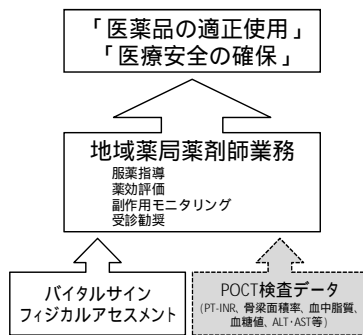 「医薬品の適正使用」
「医療安全の確保」
地域薬局薬剤師業務
服薬指導
薬効評価
副作用モニタリング
受診勧奨
バイタルサイン
フィジカルアセスメント
POCT検査データ
(PT-INR、骨梁面積率、血中脂質、
血糖値、ALT・AST等)